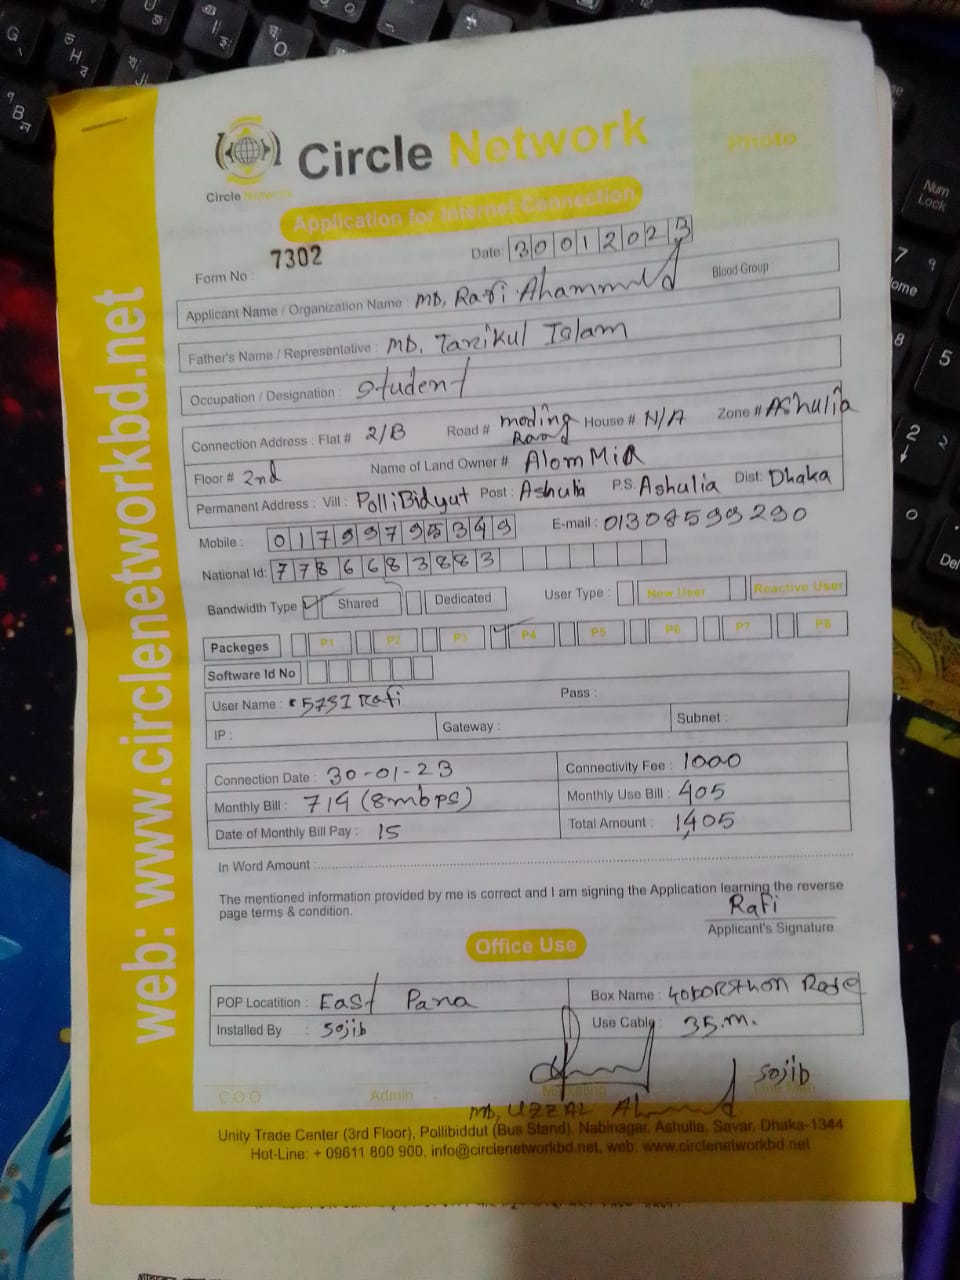 Circle Network
Circle Network
Photo
Application for Internet Connection
Form No : 7302
Date: 30012023
Applicant Name / Organization Name : MD, Rafi Ahammed
Blood Group :
Father's Name / Representative : MD, Tarikul Islam
Occupation / Designation : Student
Connection Address : Flat # 2/B Road # Moding Road House # N/A Zone # Ashulia
Floor # 2nd Name of Land Owner # Alom Mia
Permanent Address : Vill : PolliBidyut Post : Ashulia P.S. Ashulia Dist: Dhaka
Mobile : 01799795349 E-mail : 01308599290
National Id: 7786683883
Bandwidth Type Shared Dedicated User Type : New User Reactive User
Packeges P1 P2 P3 P4 P5 P6 P7 P8
Software Id No
User Name : c5731 Rafi Pass :
IP : Gateway : Subnet :
Connection Date : 30-01-23 Connectivity Fee : 1000
Monthly Bill : 714 (8mbps) Monthly Use Bill : 405
Date of Monthly Bill Pay : 15 Total Amount : 1,405
In Word Amount :
The mentioned information provided by me is correct and I am signing the Application learning the reverse
page terms & condition.
Rafi
Applicant's Signature
Office Use
POP Locatition : East Para Box Name : Road
Installed By : Sojib Use Cable : 35.m.
Sojib
C.O.O Admin Marketing
MD, UZZAL Ahmed
Unity Trade Center (3rd Floor), Pollibiddut (Bus Stand), Nabinagar, Ashulia, Savar, Dhaka-1344
Hot-Line: + 09611 800 900, info@circlenetworkbd.net, web: www.circlenetworkbd.net
web: www.circlenetworkbd.net